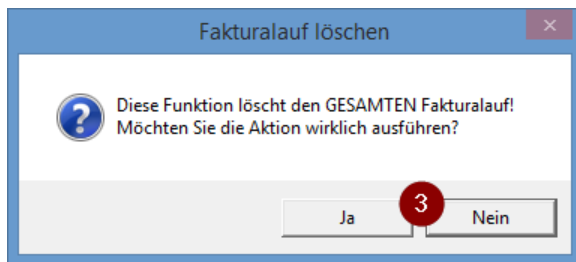 Fakturalauf löschen
Diese Funktion löscht den GESAMTEN Fakturalauf!
Möchten Sie die Aktion wirklich ausführen?
Ja
3
Nein